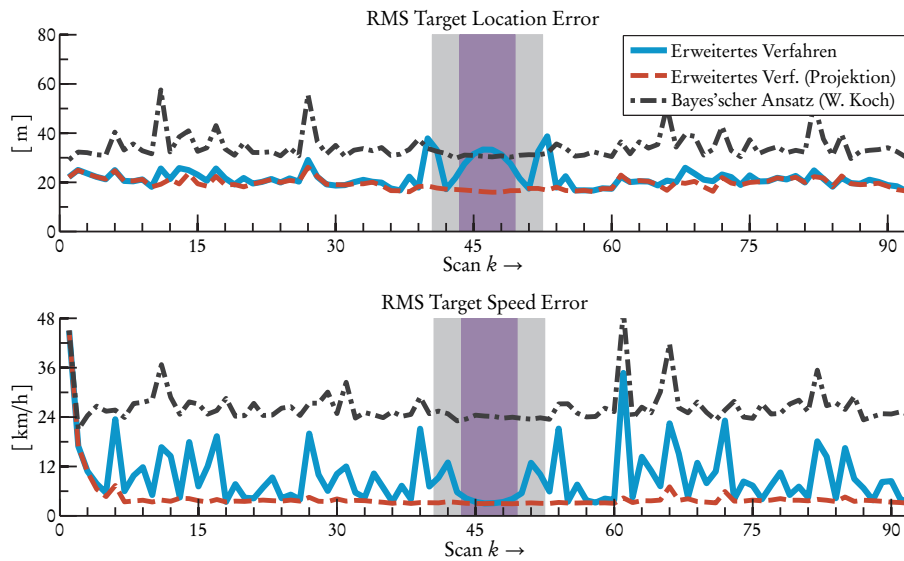 RMS Target Location Error
80
60
40
20
0
[ m ]
Erweitertes Verfahren
Erweitertes Verf. (Projektion)
Bayes'scher Ansatz (W. Koch)
0 15 30 45 60 75 90
Scan k →
RMS Target Speed Error
48
36
24
12
0
[ km/h ]
0 15 30 45 60 75 90
Scan k →